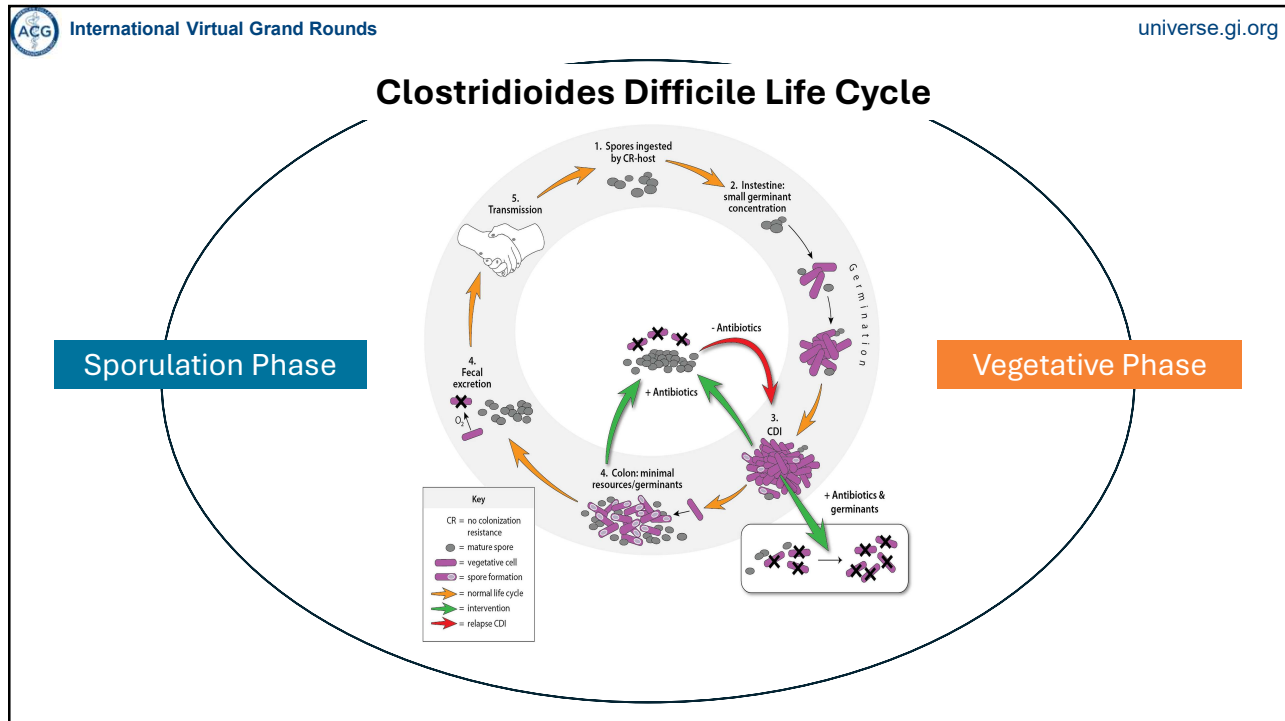 ACG
International Virtual Grand Rounds
universe.gi.org
Clostridioides Difficile Life Cycle
1. Spores ingested
by CR-host
2. Instestine:
small germinant
concentration
Germination
5.
Transmission
- Antibiotics
+ Antibiotics
Sporulation Phase
Vegetative Phase
4.
Fecal
excretion
O2
3.
CDI
4. Colon: minimal
resources/germinants
+ Antibiotics &
germinants
Key
CR = no colonization
resistance
= mature spore
= vegetative cell
= spore formation
= normal life cycle
= intervention
= relapse CDI